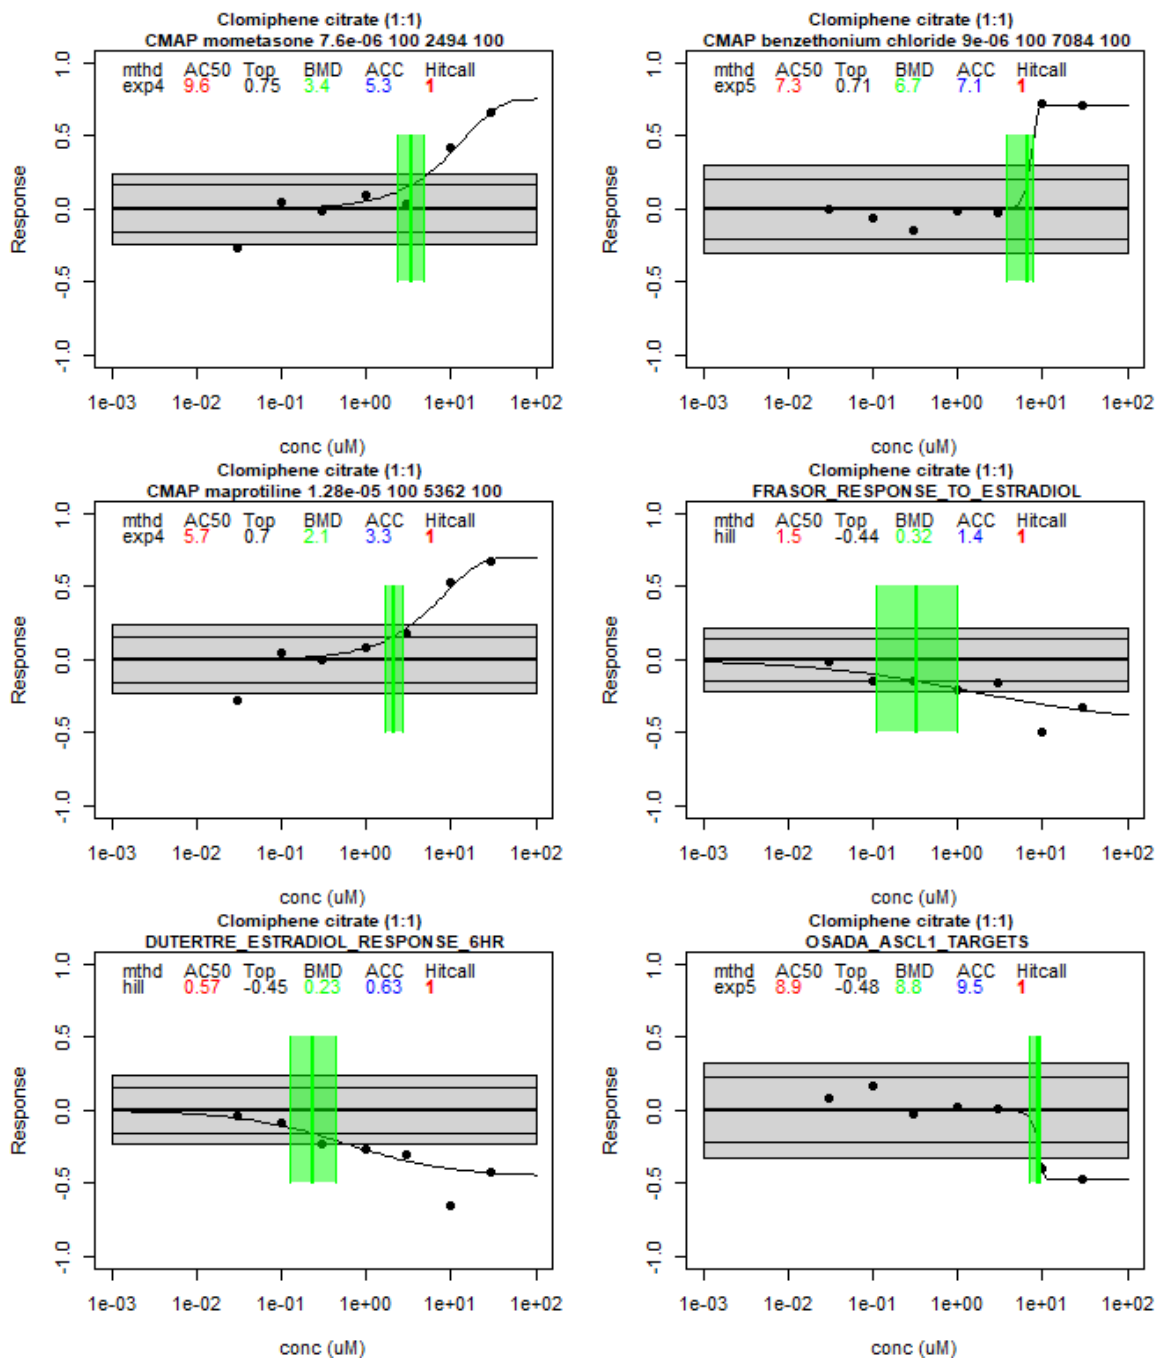 Clomiphene citrate (1:1)
CMAP mometasone 7.6e-06 100 2494 100
mthd AC50 Top BMD ACC Hitcall
exp4 9.6 0.75 3.4 5.3 1
Response
1.0
0.5
0.0
-0.5
-1.0
1e-03 1e-02 1e-01 1e+00 1e+01 1e+02
conc (uM)
Clomiphene citrate (1:1)
CMAP benzethonium chloride 9e-06 100 7084 100
mthd AC50 Top BMD ACC Hitcall
exp5 7.3 0.71 6.7 7.1 1
Response
1.0
0.5
0.0
-0.5
-1.0
1e-03 1e-02 1e-01 1e+00 1e+01 1e+02
conc (uM)
Clomiphene citrate (1:1)
CMAP maprotiline 1.28e-05 100 5362 100
mthd AC50 Top BMD ACC Hitcall
exp4 5.7 0.7 2.1 3.3 1
Response
1.0
0.5
0.0
-0.5
-1.0
1e-03 1e-02 1e-01 1e+00 1e+01 1e+02
conc (uM)
Clomiphene citrate (1:1)
FRASOR_RESPONSE_TO_ESTRADIOL
mthd AC50 Top BMD ACC Hitcall
hill 1.5 -0.44 0.32 1.4 1
Response
1.0
0.5
0.0
-0.5
-1.0
1e-03 1e-02 1e-01 1e+00 1e+01 1e+02
conc (uM)
Clomiphene citrate (1:1)
DUTERTRE_ESTRADIOL_RESPONSE_6HR
mthd AC50 Top BMD ACC Hitcall
hill 0.57 -0.45 0.23 0.63 1
Response
1.0
0.5
0.0
-0.5
-1.0
1e-03 1e-02 1e-01 1e+00 1e+01 1e+02
conc (uM)
Clomiphene citrate (1:1)
OSADA_ASCL1_TARGETS
mthd AC50 Top BMD ACC Hitcall
exp5 8.9 -0.48 8.8 9.5 1
Response
1.0
0.5
0.0
-0.5
-1.0
1e-03 1e-02 1e-01 1e+00 1e+01 1e+02
conc (uM)